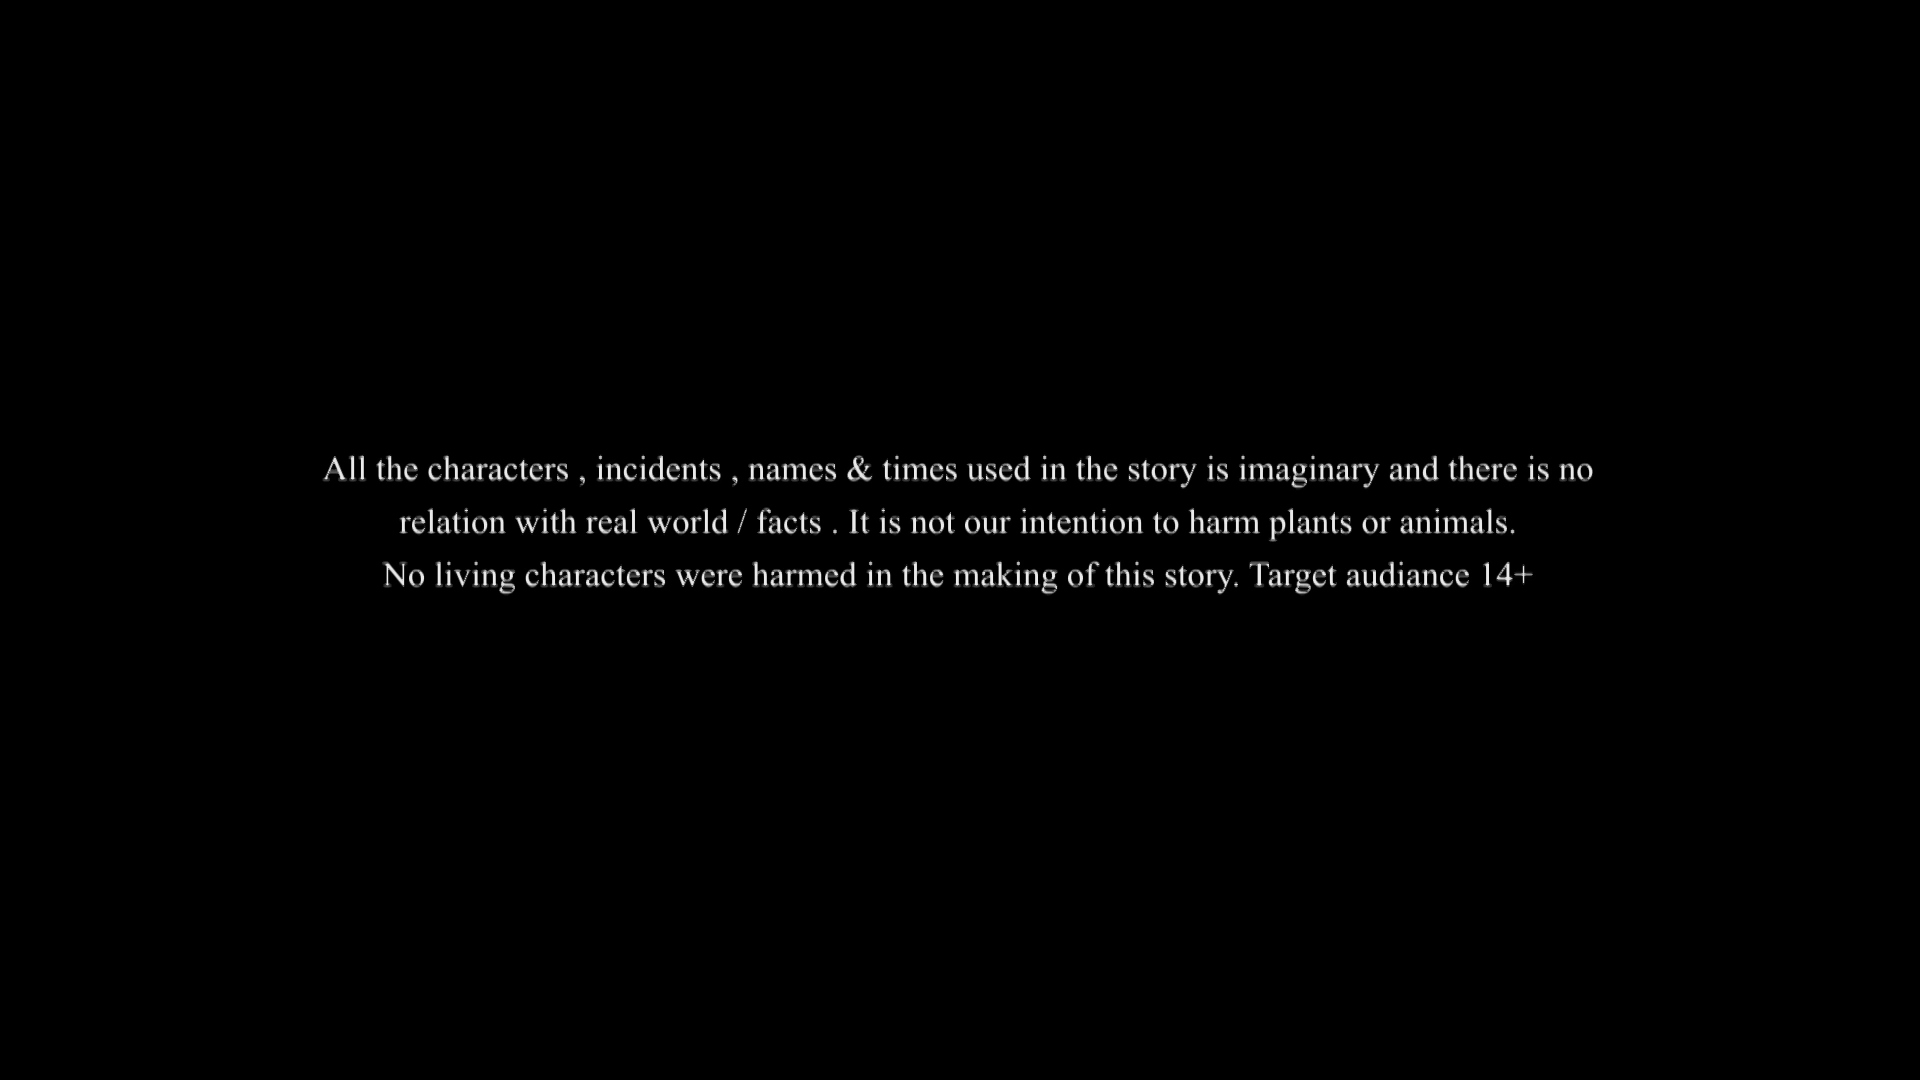 All the characters , incidents , names & times used in the story is imaginary and there is no
relation with real world / facts . It is not our intention to harm plants or animals.
No living characters were harmed in the making of this story. Target audiance 14+